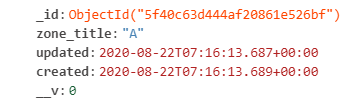 _id: ObjectId("5f40c63d444af20861e526bf")
zone_title: "A"
updated: 2020-08-22T07:16:13.687+00:00
created: 2020-08-22T07:16:13.689+00:00
__v: 0